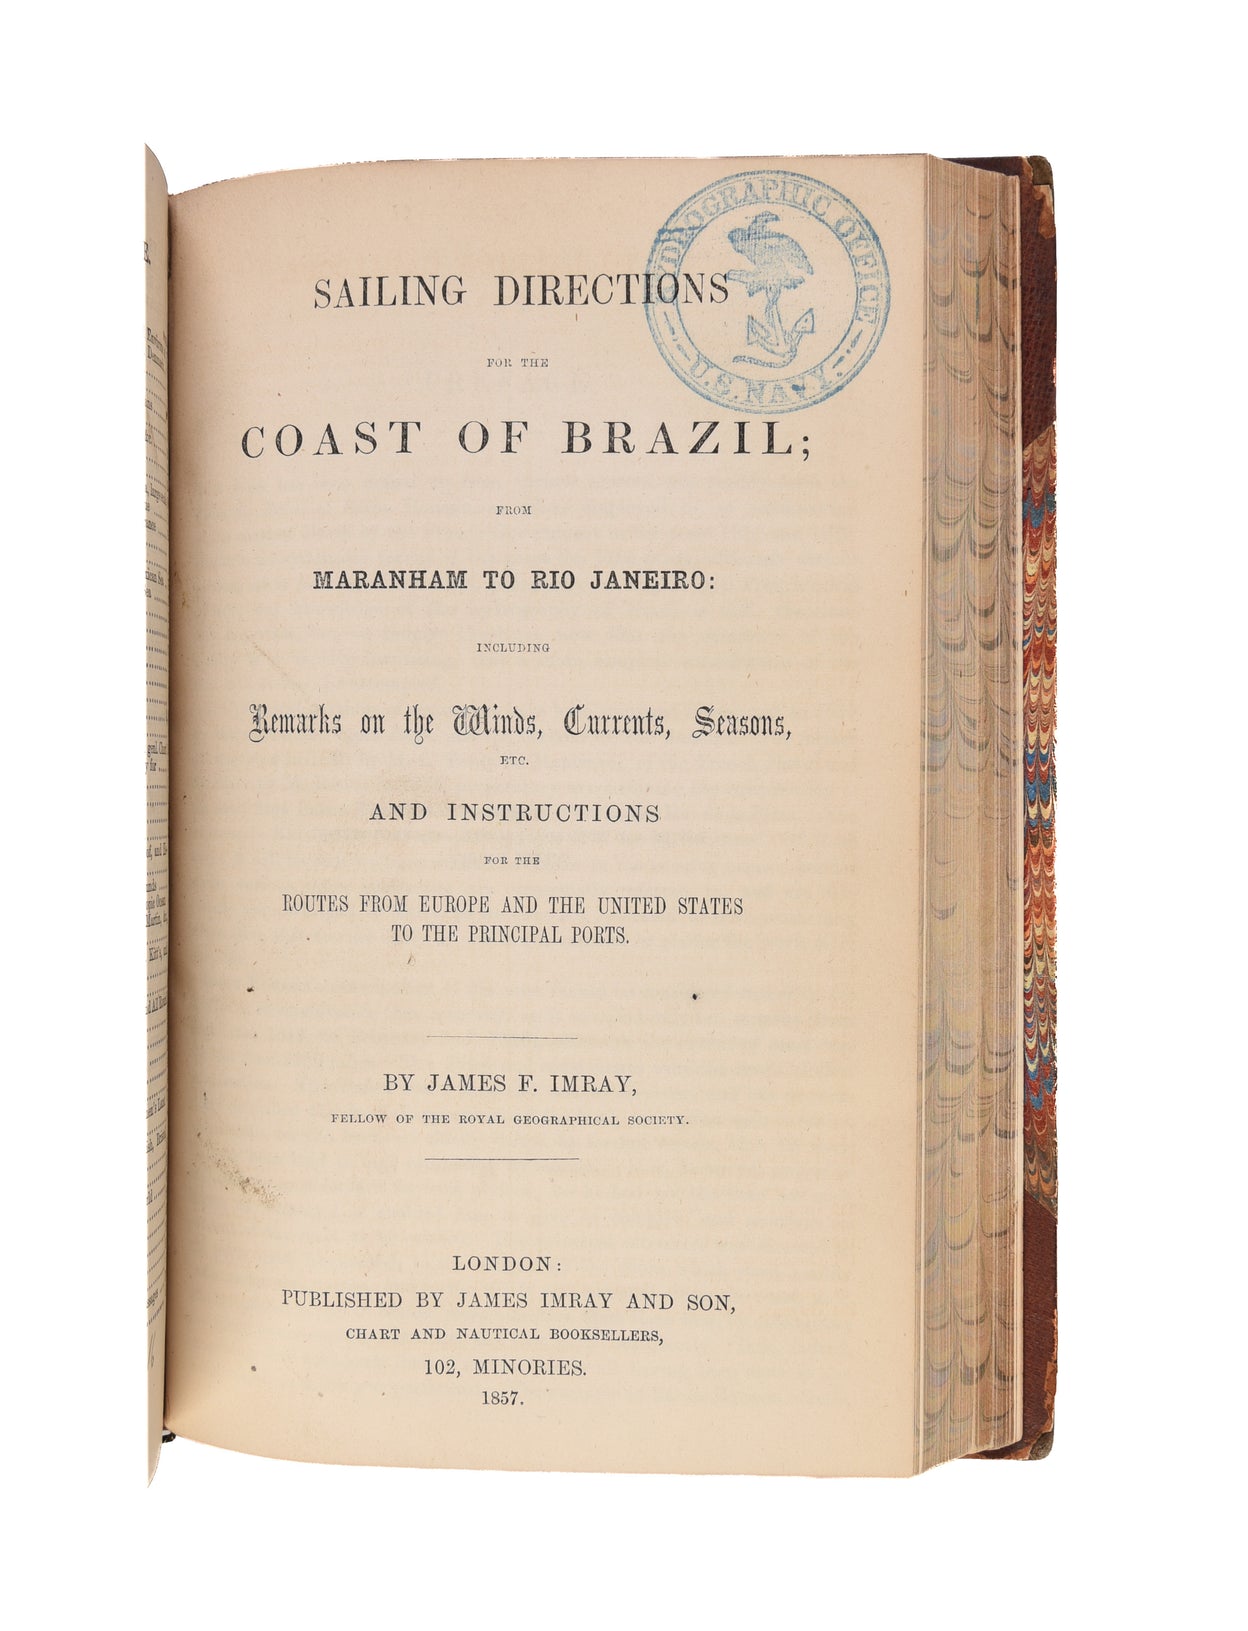 SAILING DIRECTIONS
HYDROGRAPHIC OFFICE
U.S. NAVY.
FOR THE
COAST OF BRAZIL;
FROM
MARANHAM TO RIO JANEIRO:
INCLUDING
Remarks on the Winds, Currents, Seasons,
ETC.
AND INSTRUCTIONS
FOR THE
ROUTES FROM EUROPE AND THE UNITED STATES
TO THE PRINCIPAL PORTS.
BY JAMES F. IMRAY,
FELLOW OF THE ROYAL GEOGRAPHICAL SOCIETY.
LONDON:
PUBLISHED BY JAMES IMRAY AND SON,
CHART AND NAUTICAL BOOKSELLERS,
102, MINORIES.
1857.